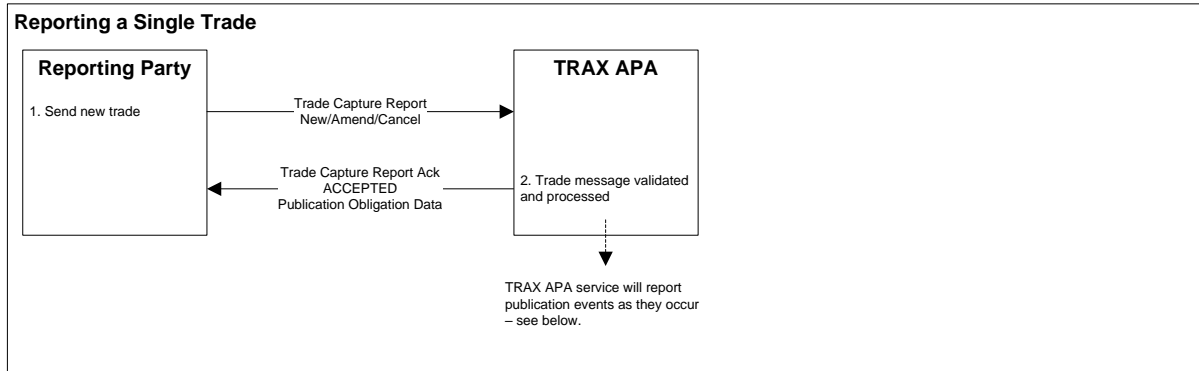 Reporting a Single Trade
Reporting Party
TRAX APA
1. Send new trade
Trade Capture Report
New/Amend/Cancel
Trade Capture Report Ack
ACCEPTED
Publication Obligation Data
2. Trade message validated
and processed
TRAX APA service will report
publication events as they occur
– see below.